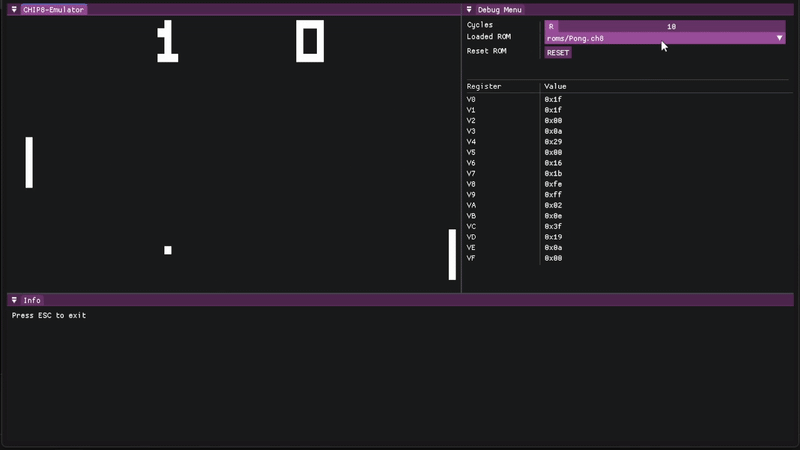 CHIP8-Emulator
1 0
Debug Menu
Cycles R 10
Loaded ROM roms/Pong.ch8
Reset ROM RESET
Register Value
V0 0x1f
V1 0x1f
V2 0x00
V3 0x0a
V4 0x29
V5 0x00
V6 0x16
V7 0x1b
V8 0xfe
V9 0xff
VA 0x02
VB 0x0e
VC 0x3f
VD 0x19
VE 0x0a
VF 0x00
Info
Press ESC to exit